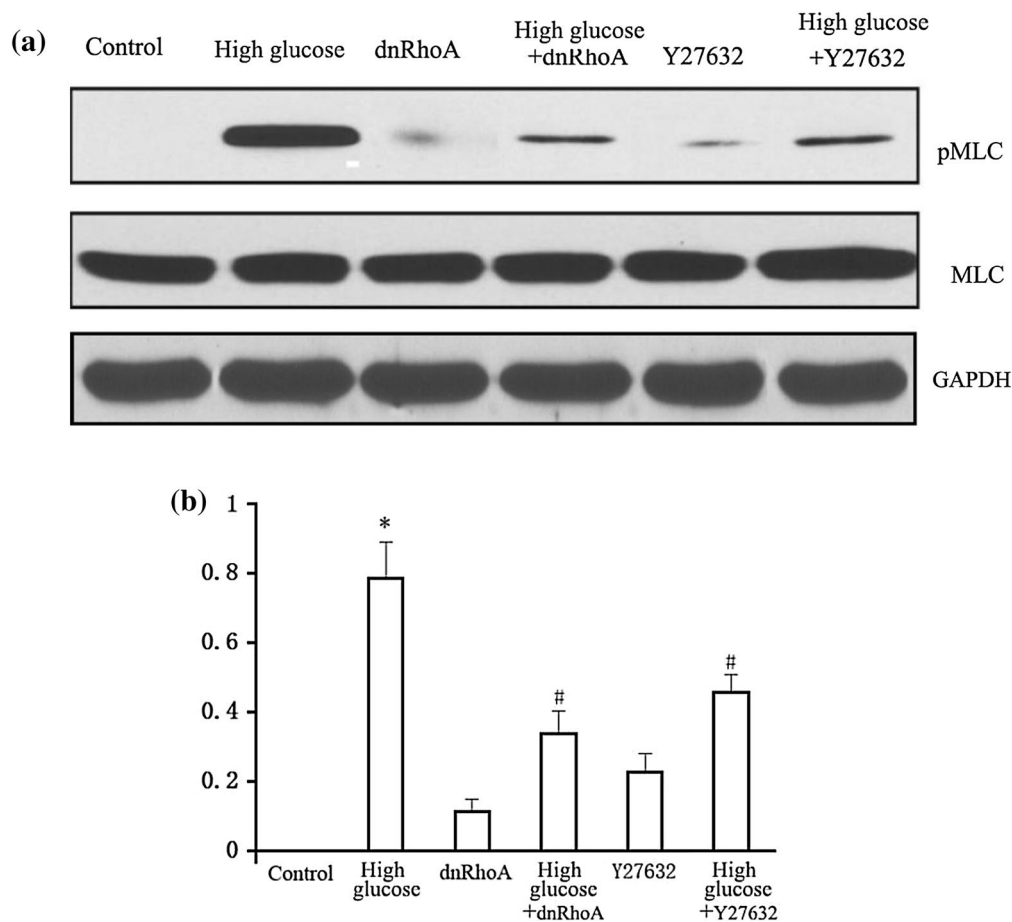 (a)
Control High glucose dnRhoA High glucose +dnRhoA Y27632 High glucose +Y27632
pMLC
MLC
GAPDH
(b)
1
*
0.8
0.6
#
#
0.4
0.2
0
Control High glucose dnRhoA High glucose +dnRhoA Y27632 High glucose +Y27632